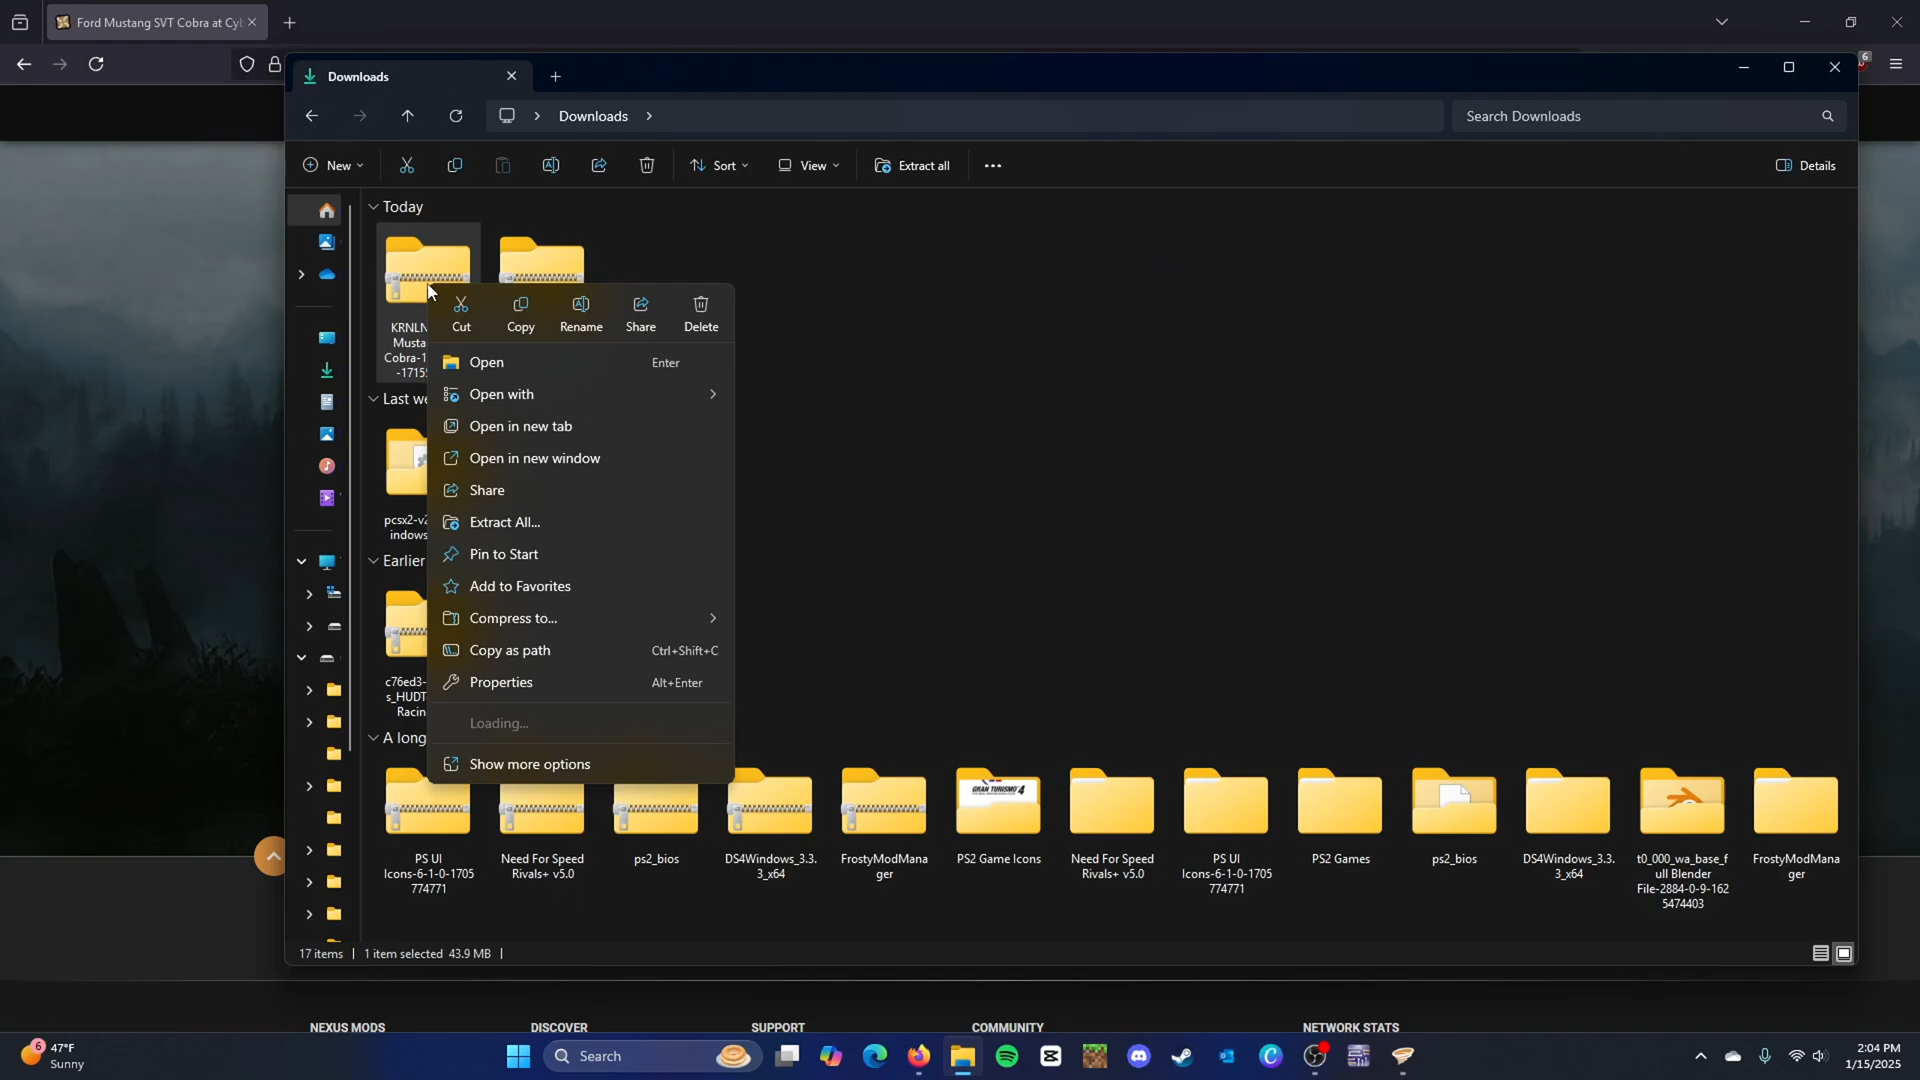 Ford Mustang SVT Cobra at Cyb
Downloads
Downloads
Search Downloads
New
Sort
View
Extract all
Details
Today
KRNLN
Musta
Cobra-1
-1715
Cut
Copy
Rename
Share
Delete
Open
Enter
Open with
Open in new tab
Open in new window
Share
Extract All...
Pin to Start
Add to Favorites
Compress to...
Copy as path
Ctrl+Shift+C
Properties
Alt+Enter
Loading...
Show more options
Last we
pcsx2-v2
indows
Earlier
c76ed3-
s_HUDT
Racin
A long
GRAN TURISMO 4
PS UI
Icons-6-1-0-1705
774771
Need For Speed
Rivals+ v5.0
ps2_bios
DS4Windows_3.3.
3_x64
FrostyModMana
ger
PS2 Game Icons
Need For Speed
Rivals+ v5.0
PS UI
Icons-6-1-0-1705
774771
PS2 Games
ps2_bios
DS4Windows_3.3.
3_x64
t0_000_wa_base_f
ull Blender
File-2884-0-9-162
5474403
FrostyModMana
ger
17 items
1 item selected 43.9 MB
NEXUS MODS
DISCOVER
SUPPORT
COMMUNITY
NETWORK STATS
6
6
47°F
Sunny
Search
2:04 PM
1/15/2025